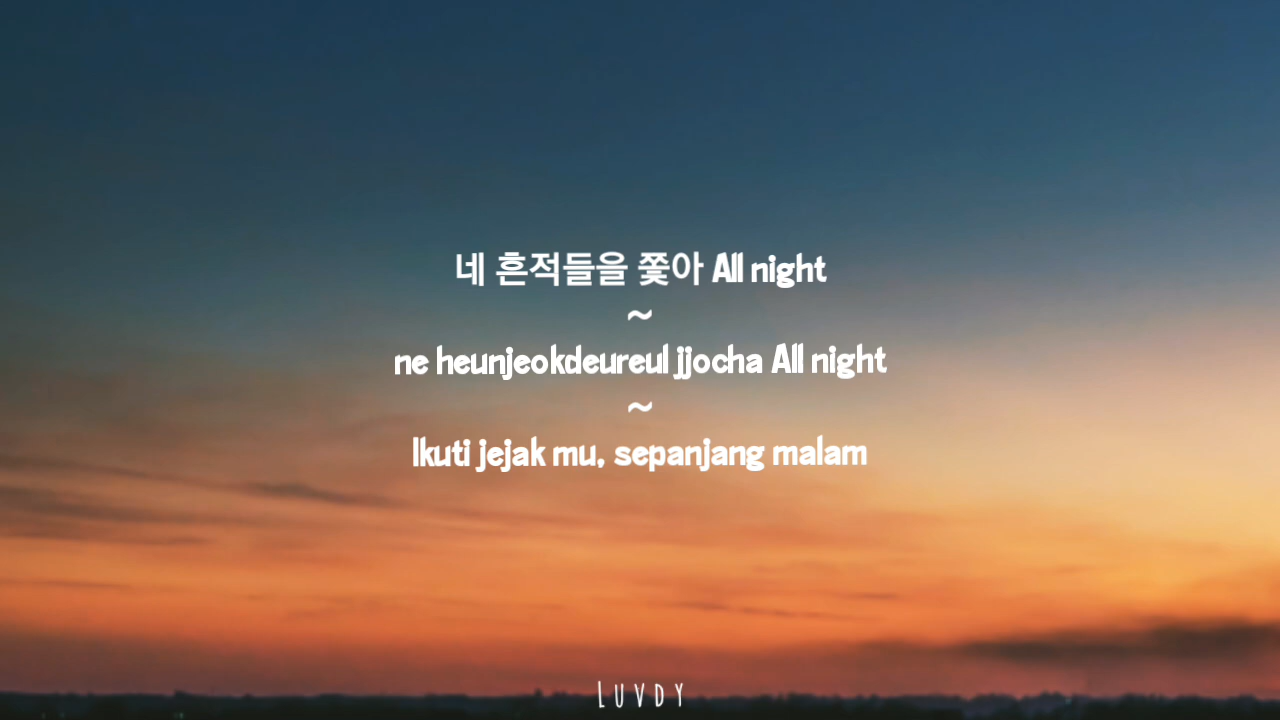 네 흔적들을 쫓아 All night
~
ne heunjeokdeureul jjocha All night
~
Ikuti jejak mu, sepanjang malam
LUVDY